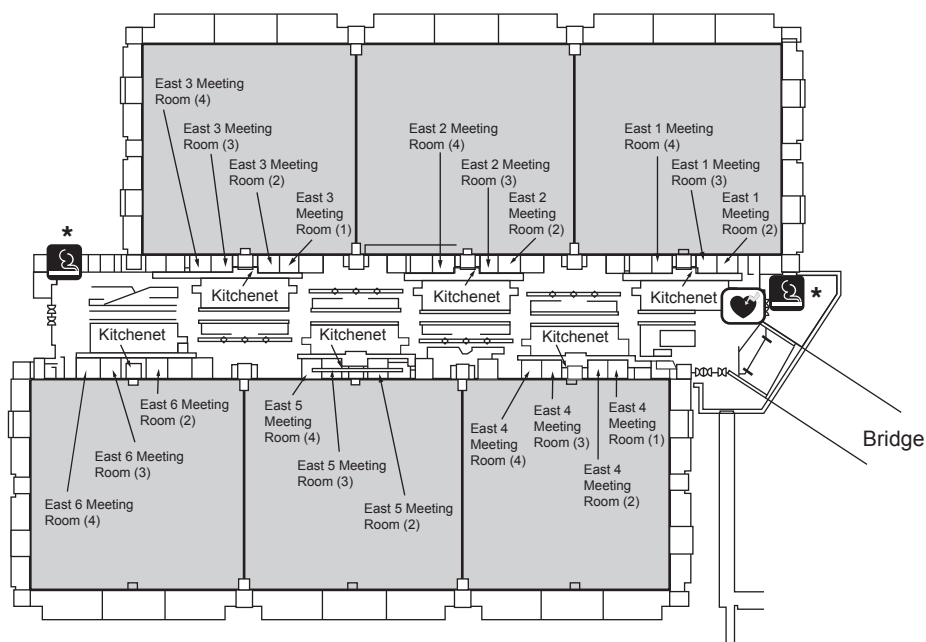 East 3 Meeting
Room (4)
East 3 Meeting
Room (3)
East 3 Meeting
Room (2)
East 3
Meeting
Room (1)
East 2 Meeting
Room (4)
East 2 Meeting
Room (3)
East 2
Meeting
Room (2)
East 1 Meeting
Room (4)
East 1 Meeting
Room (3)
East 1
Meeting
Room (2)
*
*
Kitchenet
Kitchenet
Kitchenet
Kitchenet
Kitchenet
Kitchenet
East 6 Meeting
Room (2)
East 6 Meeting
Room (3)
East 6 Meeting
Room (4)
East 5
Meeting
Room (4)
East 5 Meeting
Room (3)
East 5 Meeting
Room (2)
East 4
Meeting
Room (4)
East 4
Meeting
Room (3)
East 4
Meeting
Room (1)
East 4
Meeting
Room (2)
Bridge